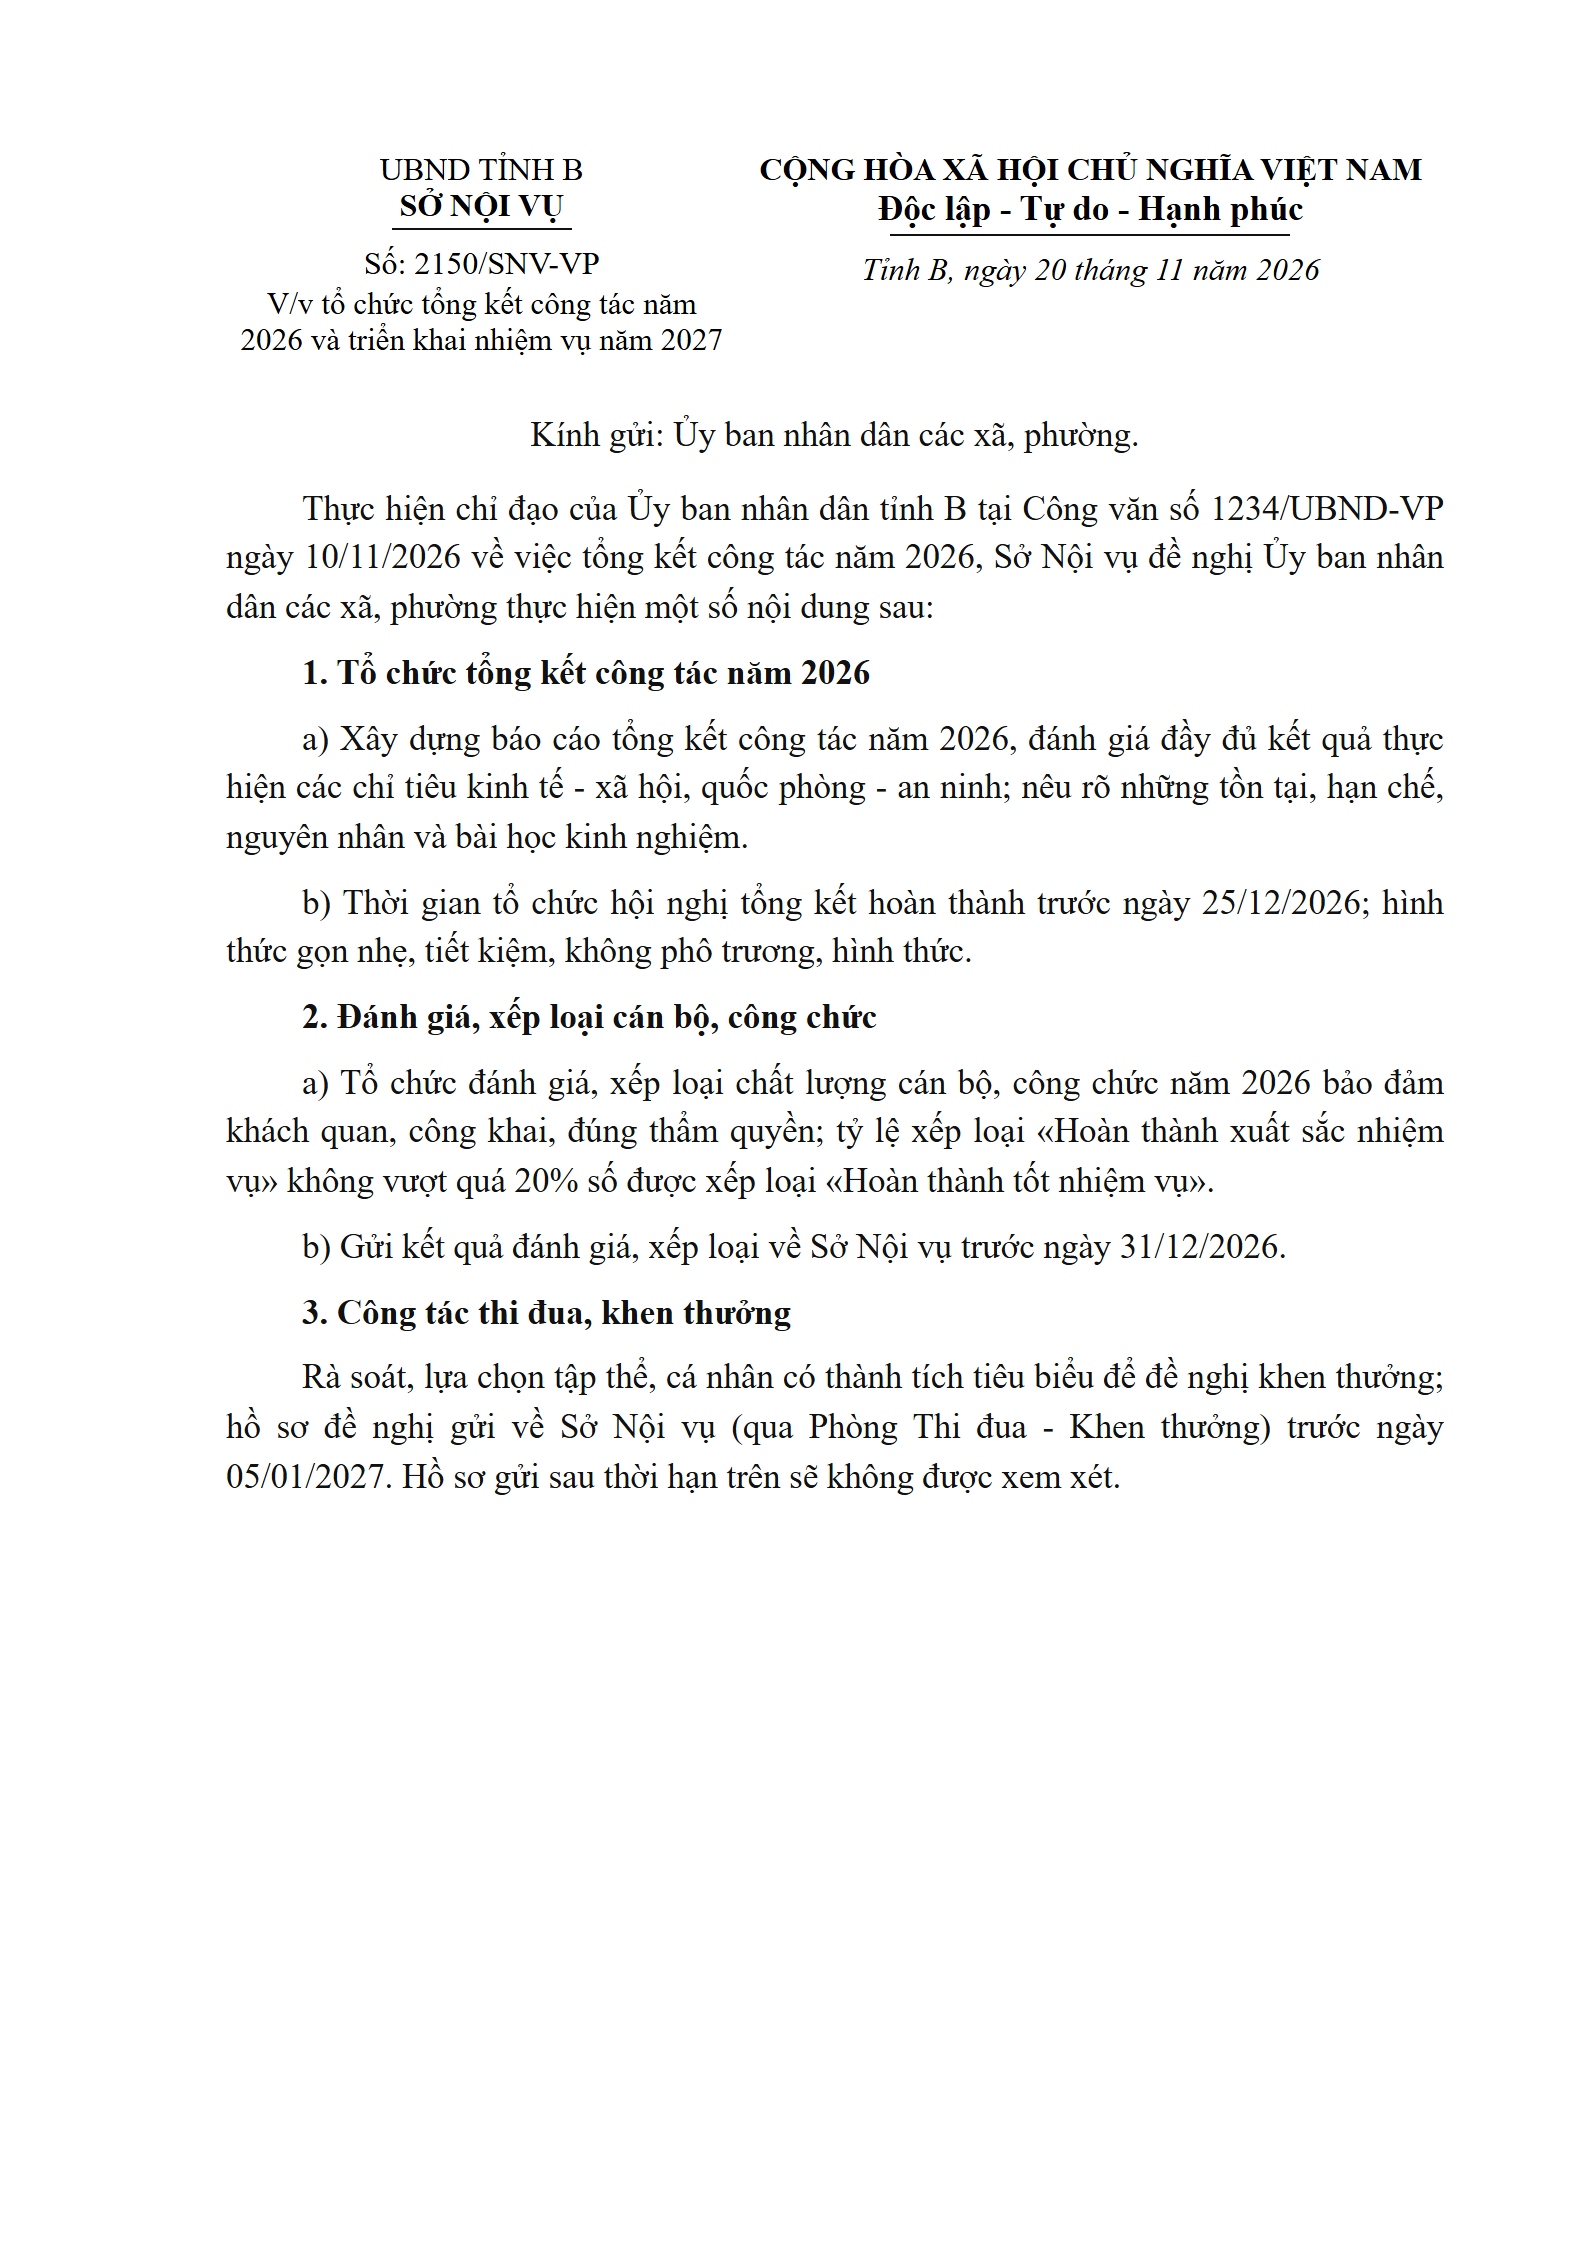 UBND TỈNH B
SỞ NỘI VỤ
Số: 2150/SNV-VP
V/v tổ chức tổng kết công tác năm
2026 và triển khai nhiệm vụ năm 2027
CỘNG HÒA XÃ HỘI CHỦ NGHĨA VIỆT NAM
Độc lập - Tự do - Hạnh phúc
Tỉnh B, ngày 20 tháng 11 năm 2026
Kính gửi: Ủy ban nhân dân các xã, phường.
Thực hiện chỉ đạo của Ủy ban nhân dân tỉnh B tại Công văn số 1234/UBND-VP
ngày 10/11/2026 về việc tổng kết công tác năm 2026, Sở Nội vụ đề nghị Ủy ban nhân
dân các xã, phường thực hiện một số nội dung sau:
1. Tổ chức tổng kết công tác năm 2026
a) Xây dựng báo cáo tổng kết công tác năm 2026, đánh giá đầy đủ kết quả thực
hiện các chỉ tiêu kinh tế - xã hội, quốc phòng - an ninh; nêu rõ những tồn tại, hạn chế,
nguyên nhân và bài học kinh nghiệm.
b) Thời gian tổ chức hội nghị tổng kết hoàn thành trước ngày 25/12/2026; hình
thức gọn nhẹ, tiết kiệm, không phô trương, hình thức.
2. Đánh giá, xếp loại cán bộ, công chức
a) Tổ chức đánh giá, xếp loại chất lượng cán bộ, công chức năm 2026 bảo đảm
khách quan, công khai, đúng thẩm quyền; tỷ lệ xếp loại «Hoàn thành xuất sắc nhiệm
vụ» không vượt quá 20% số được xếp loại «Hoàn thành tốt nhiệm vụ».
b) Gửi kết quả đánh giá, xếp loại về Sở Nội vụ trước ngày 31/12/2026.
3. Công tác thi đua, khen thưởng
Rà soát, lựa chọn tập thể, cá nhân có thành tích tiêu biểu để đề nghị khen thưởng;
hồ sơ đề nghị gửi về Sở Nội vụ (qua Phòng Thi đua - Khen thưởng) trước ngày
05/01/2027. Hồ sơ gửi sau thời hạn trên sẽ không được xem xét.